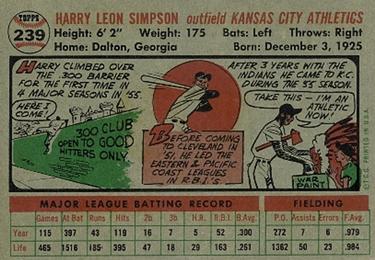 TOPPS
239
HARRY LEON SIMPSON outfield KANSAS CITY ATHLETICS
Height: 6' 2" Weight: 175 Bats: Left Throws: Right
Home: Dalton, Georgia Born: December 3, 1925
HARRY CLIMBED OVER
THE .300 BARRIER
FOR THE FIRST TIME IN
4 MAJOR SEASONS IN '55.
HERE I
COME!
.300 CLUB
OPEN TO GOOD
HITTERS ONLY
BEFORE COMING
TO CLEVELAND IN
'51, HE LED THE
EASTERN & PACIFIC
COAST LEAGUES
IN R.B.I's.
AFTER 3 YEARS WITH THE
INDIANS HE CAME TO K.C.
DURING THE '55 SEASON.
TAKE THIS — I'M AN
ATHLETIC NOW!
WAR
PAINT
©T.C.G. PRINTED IN U.S.A.
MAJOR LEAGUE BATTING RECORD FIELDING
Games At Bat Runs Hits 2b 3b H.R. R.B.I. B.Avg. P.O. Assists Errors F.Avg.
Year 115 397 43 119 16 7 5 52 .300 272 7 6 .979
Life 465 1516 185 395 47 18 29 163 .261 1362 50 23 .984